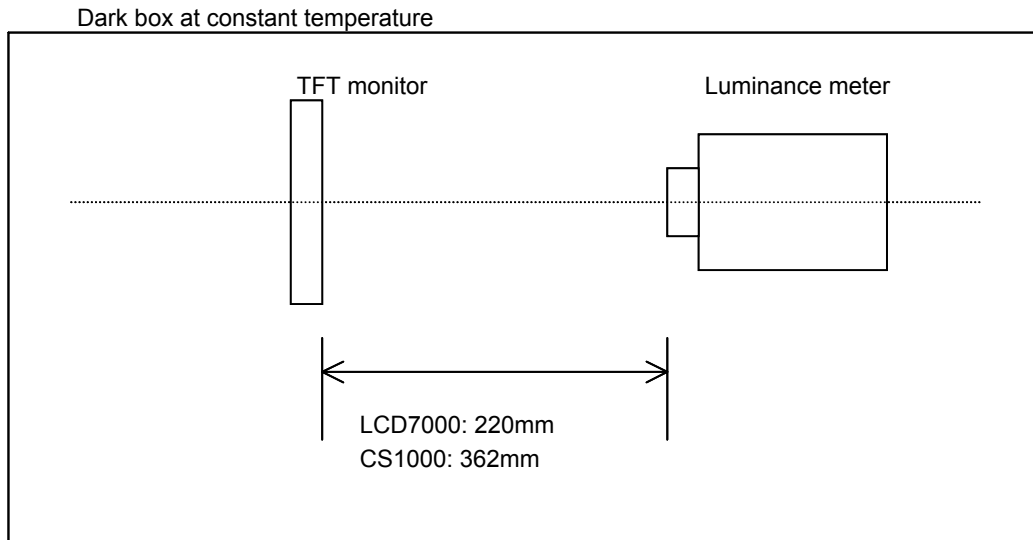 Dark box at constant temperature
TFT monitor
Luminance meter
LCD7000: 220mm
CS1000: 362mm